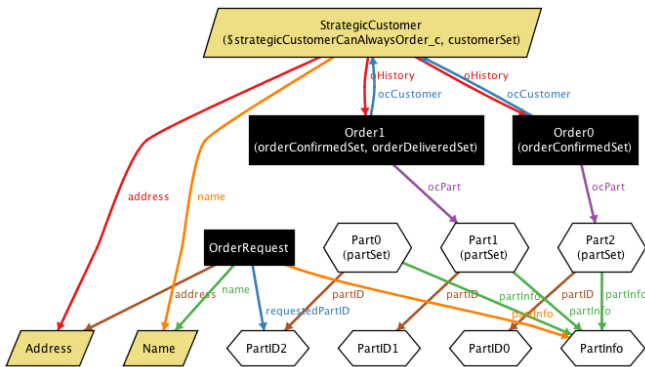 StrategicCustomer
($strategicCustomerCanAlwaysOrder_c, customerSet)
oHistory
oHistory
ocCustomer
ocCustomer
Order1
(orderConfirmedSet, orderDeliveredSet)
Order0
(orderConfirmedSet)
address
name
ocPart
ocPart
OrderRequest
Part0
(partSet)
Part1
(partSet)
Part2
(partSet)
address
name
requestedPartID
partID
partID
partInfo
partInfo
partID
partInfo
partInfo
Address
Name
PartID2
PartID1
PartID0
PartInfo